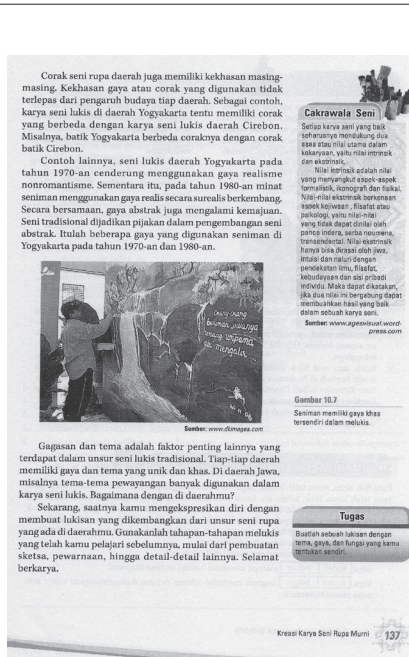 Corak seni rupa daerah juga memiliki kekhasan masing-
masing. Kekhasan gaya atau corak yang digunakan tidak
terlepas dari pengaruh budaya tiap daerah. Sebagai contoh,
karya seni lukis di daerah Yogyakarta tentu memiliki corak
yang berbeda dengan karya seni lukis daerah Cirebon.
Misalnya, batik Yogyakarta berbeda coraknya dengan corak
batik Cirebon.
Contoh lainnya, seni lukis daerah Yogyakarta pada
tahun 1970-an cenderung menggunakan gaya realisme
nonromantisme. Sementara itu, pada tahun 1980-an minat
seniman menggunakan gaya realis secara surealis berkembang.
Secara bersamaan, gaya abstrak juga mengalami kemajuan.
Seni tradisional dijadikan pijakan dalam pengembangan seni
abstrak. Itulah beberapa gaya yang digunakan seniman di
Yogyakarta pada tahun 1970-an dan 1980-an.
Orang-orang
beriman jiwanya
mengalir
Sumber: www.dkimages.com
Gagasan dan tema adalah faktor penting lainnya yang
terdapat dalam unsur seni lukis tradisional. Tiap-tiap daerah
memiliki gaya dan tema yang unik dan khas. Di daerah Jawa,
misalnya tema-tema pewayangan banyak digunakan dalam
karya seni lukis. Bagaimana dengan di daerahmu?
Sekarang, saatnya kamu mengekspresikan diri dengan
membuat lukisan yang dikembangkan dari unsur seni rupa
yang ada di daerahmu. Gunakanlah tahapan-tahapan melukis
yang telah kamu pelajari sebelumnya, mulai dari pembuatan
sketsa, pewarnaan, hingga detail-detail lainnya. Selamat
berkarya.
Cakrawala Seni
Setiap karya seni yang baik
seharusnya mendukung dua
asas atau nilai utama dalam
kekaryaan, yaitu nilai intrinsik
dan ekstrinsik.
Nilai intrinsik adalah nilai
yang menyangkut aspek-aspek
formalistik, ikonografi dan fisikal.
Nilai-nilai ekstrinsik berkenaan
aspek kejiwaan, filsafat atau
psikologi, yaitu nilai-nilai
yang tidak dapat dinilai oleh
panca indera, serba noumena,
transendental. Nilai ekstrinsik
hanya bisa dirasai oleh jiwa,
intuisi dan naluri dengan
pendekatan ilmu, filsafat,
kebudayaan dan sisi pribadi
individu. Maka dapat dikatakan,
jika dua nilai ini bergabung dapat
membuahkan hasil yang baik
dalam sebuah karya seni.
Sumber: www.agesvisuat.word-
press.com
Gambar 10.7
Seniman memiliki gaya khas
tersendiri dalam melukis.
Tugas
Buatlah sebuah lukisan dengan
tema, gaya, dan fungsi yang kamu
tentukan sendiri.
Kreasi Karya Seni Rupa Murni 137